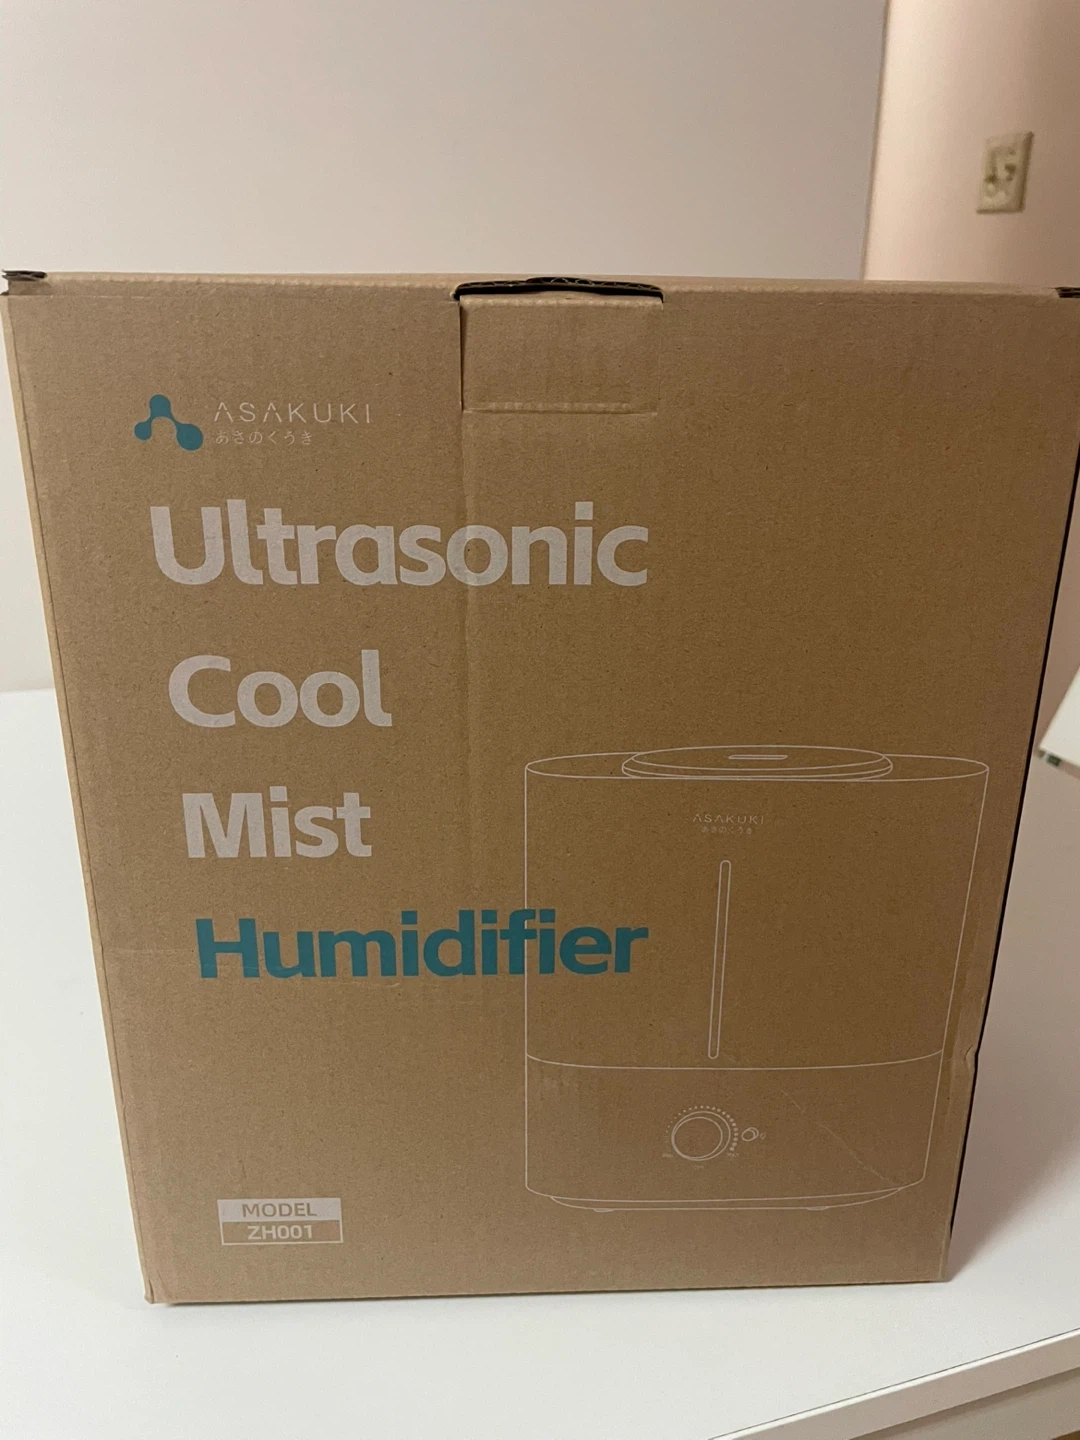 ASAKUKI
あさのくうき
Ultrasonic
Cool
Mist
Humidifier
ASAKUKI
あさのくうき
MODEL
ZH001